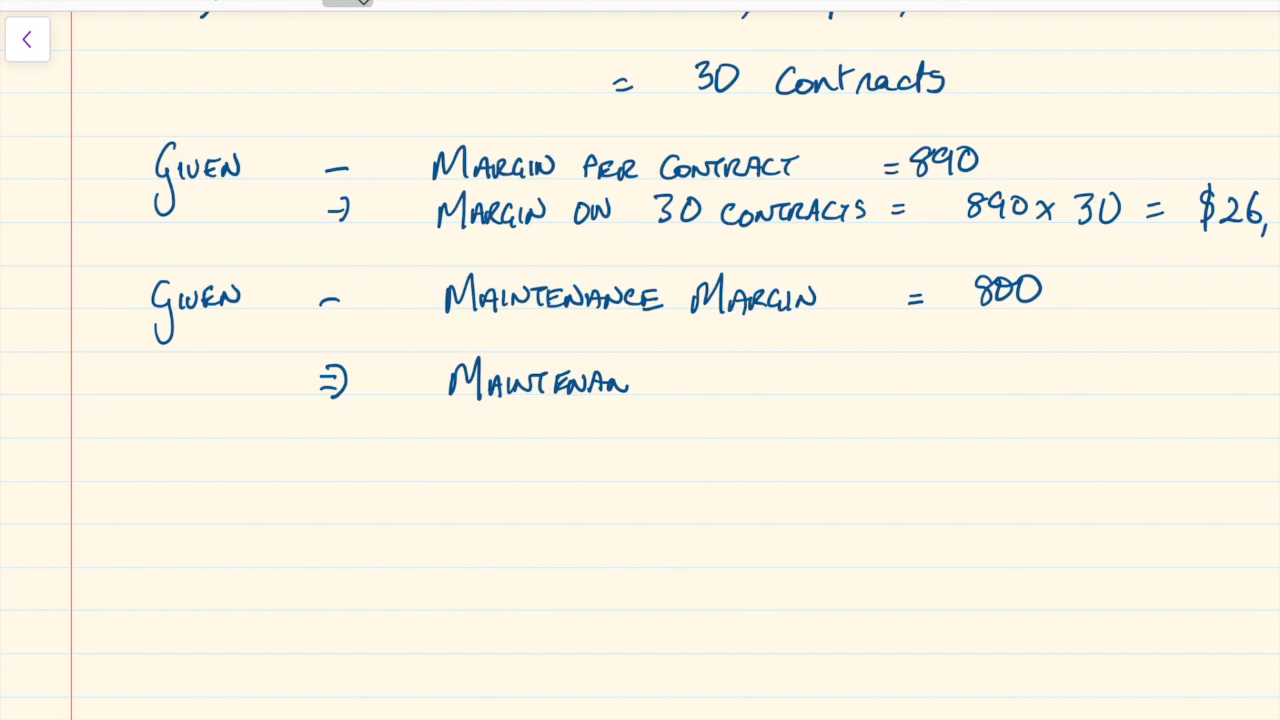 = 30 Contracts
GIVEN - MARGIN PER CONTRACT = 890
→ MARGIN ON 30 CONTRACTS = 890 x 30 = $26,
GIVEN - MAINTENANCE MARGIN = 800
⇒ MAINTENAN